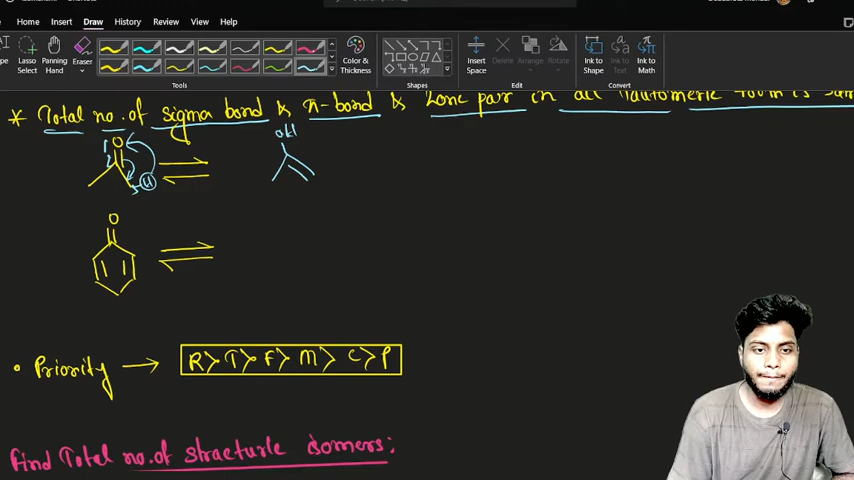 Home Insert Draw History Review View Help
Lasso Select
Panning Hand
Eraser
Color & Thickness
Insert Space
Delete
Arrange
Rotate
Ink to Shape
Ink to Text
Ink to Math
Tools Shapes Edit Convert
* Total no. of sigma bond & π-bond & Lone pair in all Tautomeric form is
O
H
OH
O
• Priority → R > T > F > M > C > P
Find Total no. of stracturle isomers: